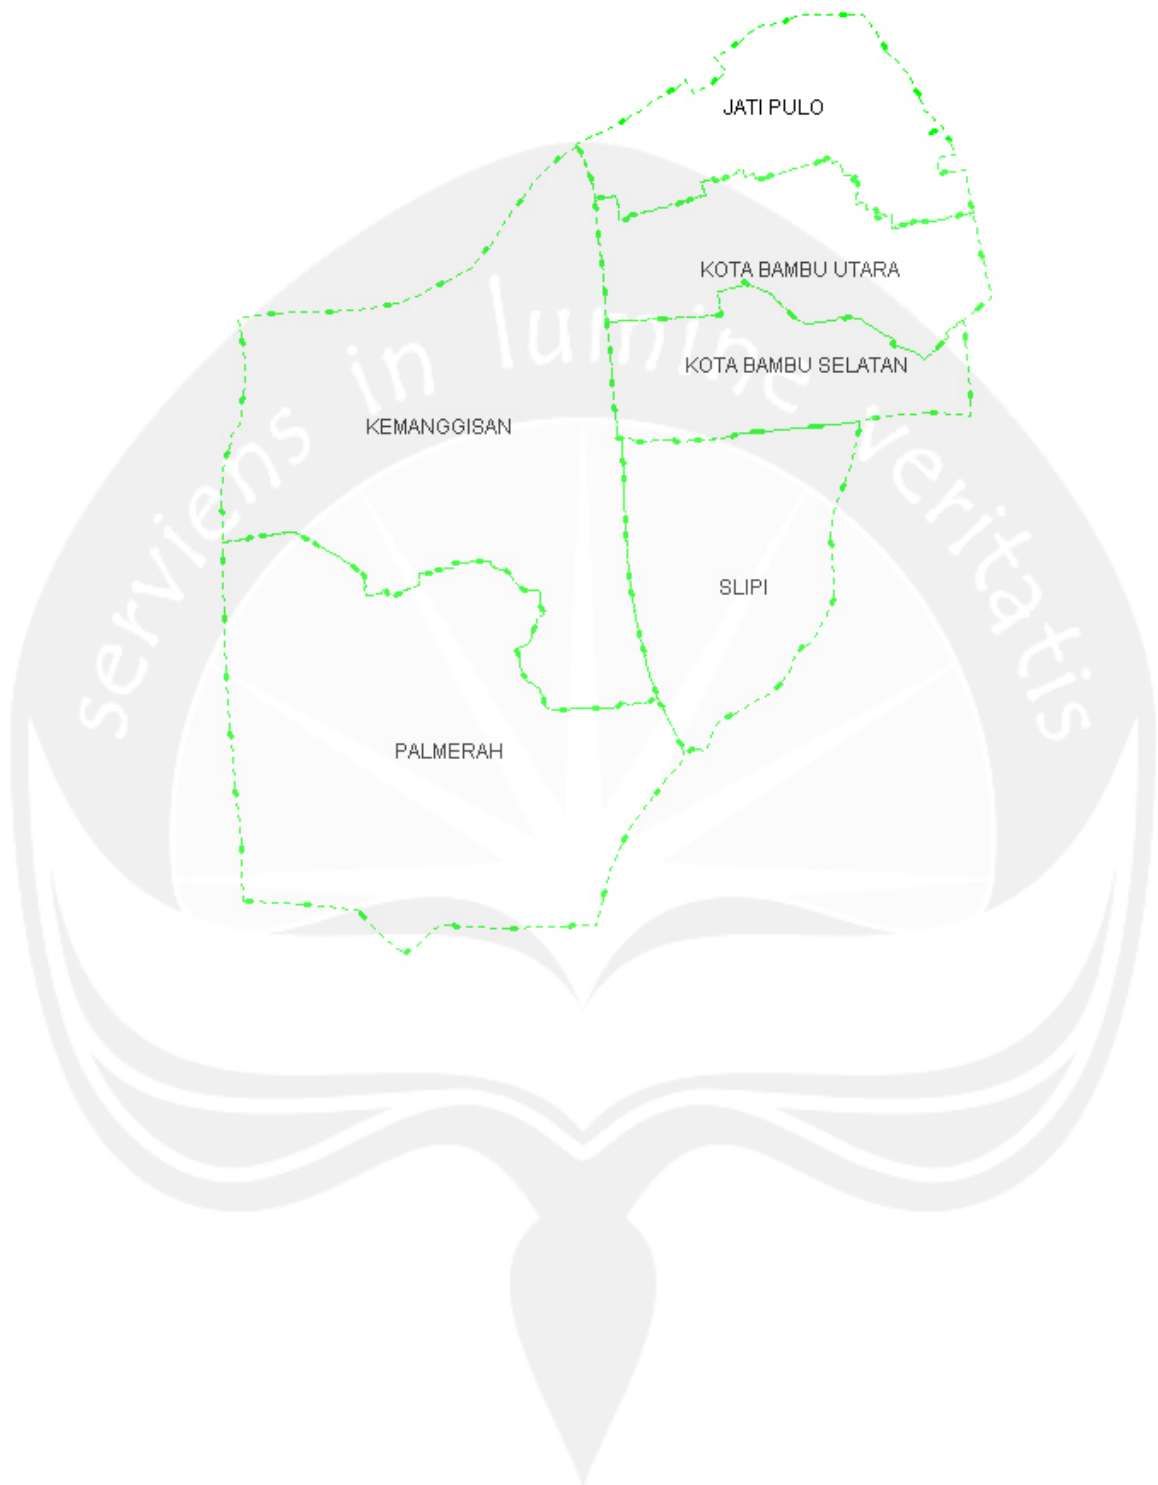 JATI PULO
KOTA BAMBU UTARA
KOTA BAMBU SELATAN
KEMANGGISAN
SLIPI
PALMERAH
serviens in lumine veritatis